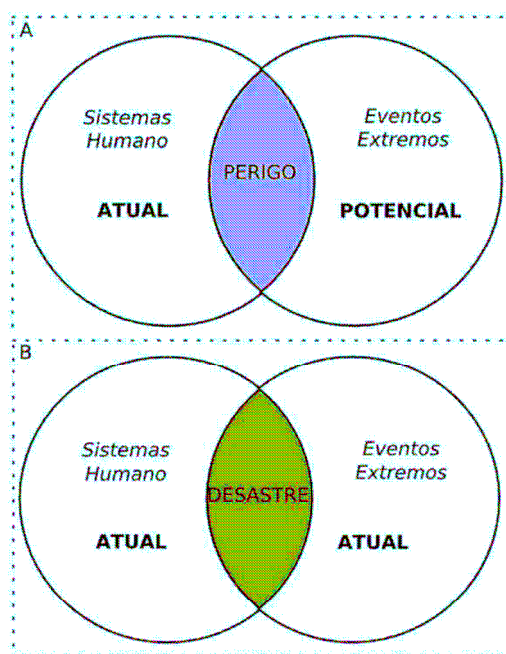 A
Sistemas
Humano
Eventos
Extremos
PERIGO
ATUAL
POTENCIAL
B
Sistemas
Humano
Eventos
Extremos
DESASTRE
ATUAL
ATUAL